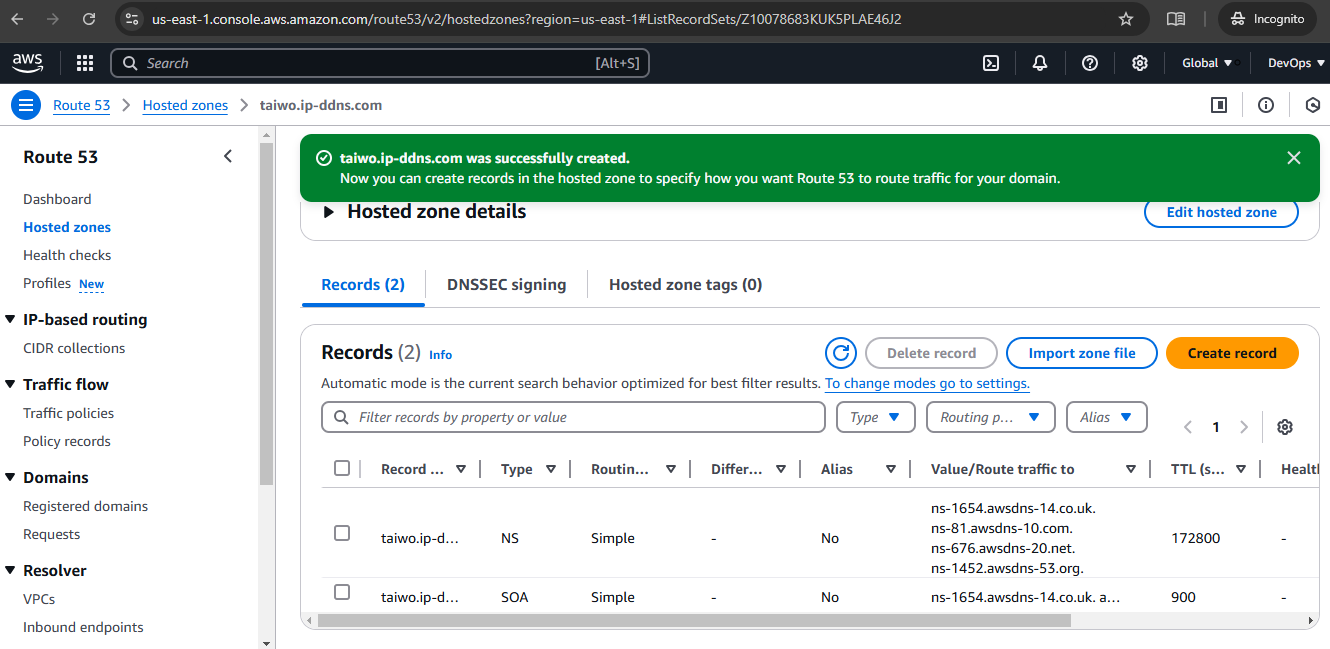 us-east-1.console.aws.amazon.com/route53/v2/hostedzones?region=us-east-1#ListRecordSets/Z10078683KUK5PLAE46J2
Incognito
aws
Search
[Alt+S]
Global
DevOps
Route 53
Hosted zones
taiwo.ip-ddns.com
Route 53
Dashboard
Hosted zones
Health checks
Profiles New
IP-based routing
CIDR collections
Traffic flow
Traffic policies
Policy records
Domains
Registered domains
Requests
Resolver
VPCs
Inbound endpoints
taiwo.ip-ddns.com was successfully created.
Now you can create records in the hosted zone to specify how you want Route 53 to route traffic for your domain.
Hosted zone details
Edit hosted zone
Records (2)
DNSSEC signing
Hosted zone tags (0)
Records (2) Info
Delete record
Import zone file
Create record
Automatic mode is the current search behavior optimized for best filter results. To change modes go to settings.
Filter records by property or value
Type
Routing p...
Alias
1
Record ... Type Routin... Differ... Alias Value/Route traffic to TTL (s... Healtl
taiwo.ip-d... NS Simple - No
ns-1654.awsdns-14.co.uk.
ns-81.awsdns-10.com.
ns-676.awsdns-20.net.
ns-1452.awsdns-53.org.
172800 -
taiwo.ip-d... SOA Simple - No ns-1654.awsdns-14.co.uk. a... 900 -